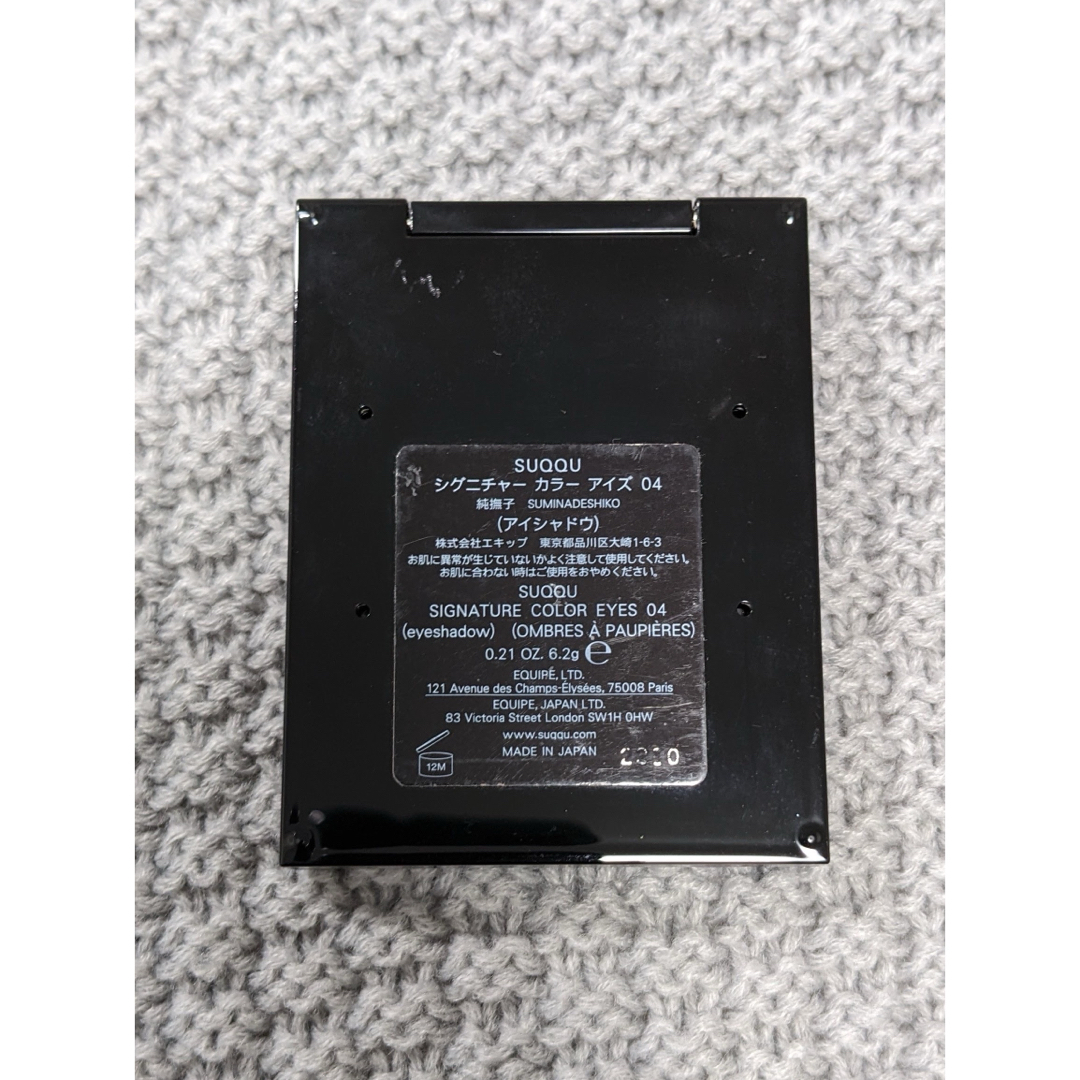 SUQQU
シグニチャー カラー アイズ 04
純撫子 SUMINADESHIKO
(アイシャドウ)
株式会社エキップ 東京都品川区大崎1-6-3
お肌に異常が生じていないかよく注意して使用してください。
お肌に合わない時はご使用をおやめください。
SUQQU
SIGNATURE COLOR EYES 04
(eyeshadow) (OMBRES À PAUPIÈRES)
0.21 OZ. 6.2g ℮
EQUIPE, LTD.
121 Avenue des Champs-Élysées, 75008 Paris
EQUIPE, JAPAN LTD.
83 Victoria Street London SW1H 0HW
www.suqqu.com
MADE IN JAPAN
12M